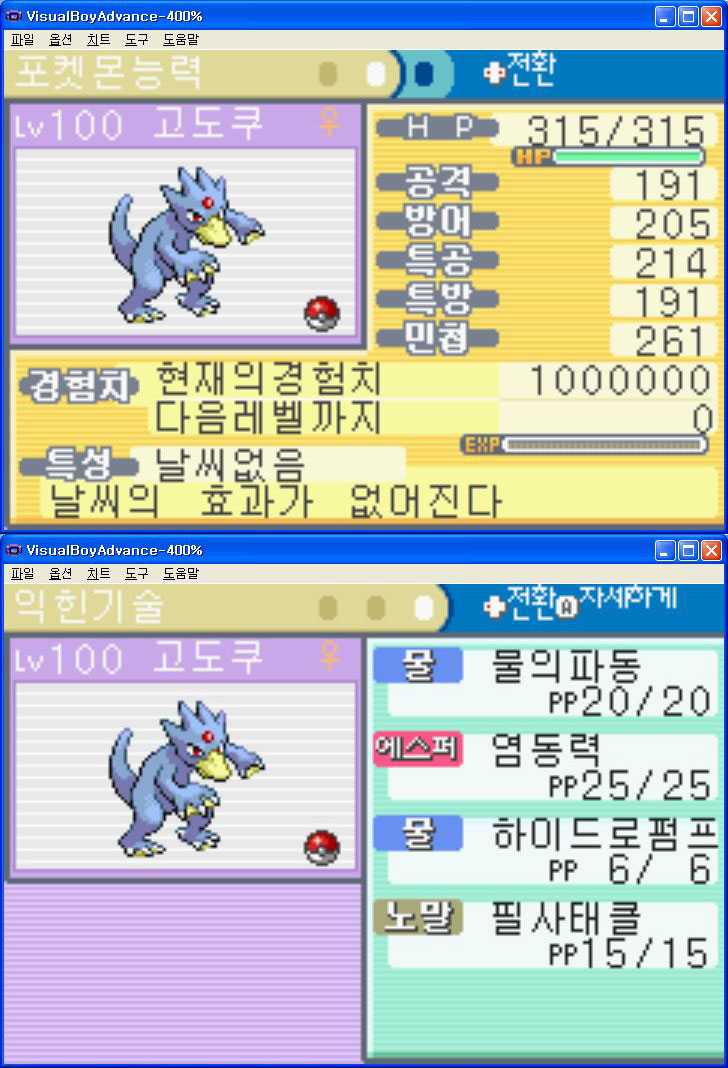 VisualBoyAdvance-400%
파일 옵션 치트 도구 도움말
포켓몬능력 전환
Lv100 고도쿠 ♀
H P 315/315
HP
공격 191
방어 205
특공 214
특방 191
민첩 261
경험치 현재의경험치 1000000
다음레벨까지 0
EXP
특성 날씨없음
날씨의 효과가 없어진다
VisualBoyAdvance-400%
파일 옵션 치트 도구 도움말
익힌기술 전환 A 자세하게
Lv100 고도쿠 ♀
물 물의파동
PP20/20
에스퍼 염동력
PP25/25
물 하이드로펌프
PP 6/ 6
노말 필사태클
PP15/15